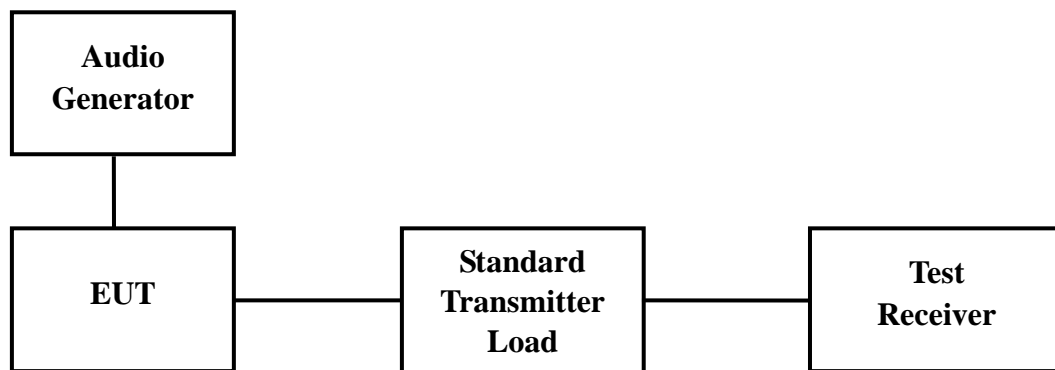 Audio
Generator
EUT
Standard
Transmitter
Load
Test
Receiver